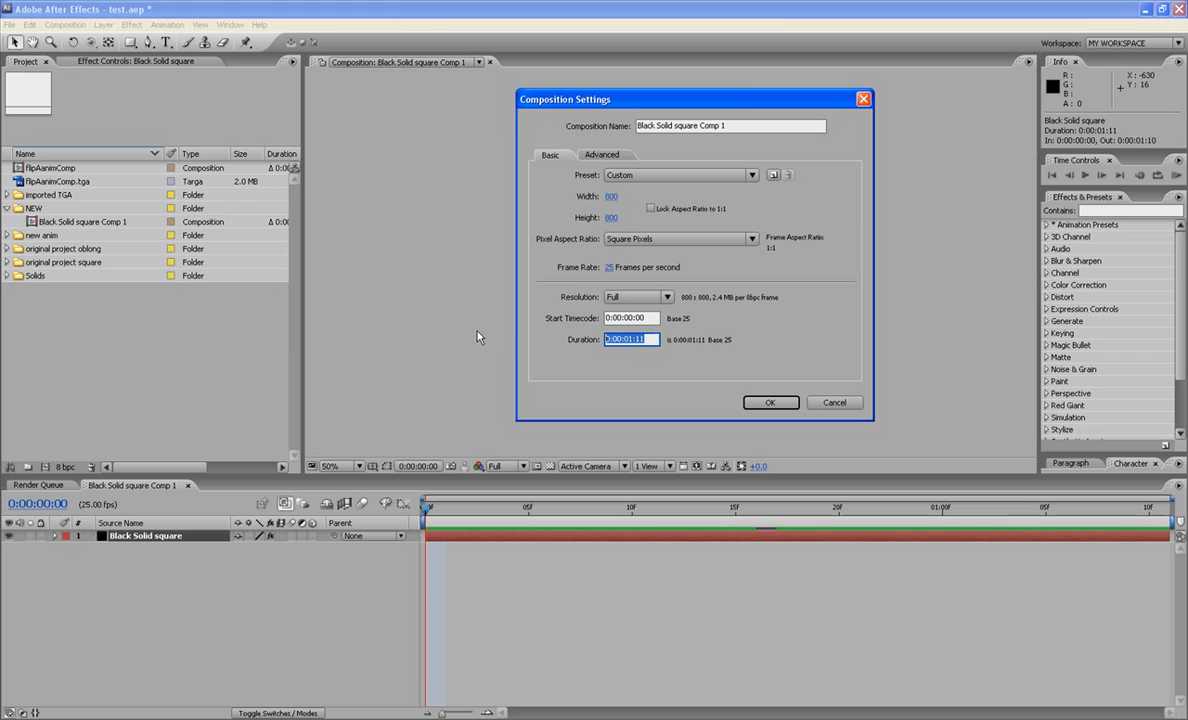 Adobe After Effects - test.aep *
File Edit Composition Layer Effect Animation View Window Help
Workspace: MY WORKSPACE
Project × Effect Controls: Black Solid square
Composition: Black Solid square Comp 1
Info ×
R :
G :
B :
A : 0
X : -630
Y : 16
Black Solid square
Duration: 0:00:01:11
In: 0:00:00:00, Out: 0:00:01:10
Time Controls ×
Effects & Presets ×
Contains:
* Animation Presets
3D Channel
Audio
Blur & Sharpen
Channel
Color Correction
Distort
Expression Controls
Generate
Keying
Magic Bullet
Matte
Noise & Grain
Paint
Perspective
Red Giant
Simulation
Stylize
Paragraph Character ×
Name Type Size Duration
flipAanimComp Composition Δ 0:00
flipAanimComp.tga Targa 2.0 MB
imported TGA Folder
NEW Folder
Black Solid square Comp 1 Composition Δ 0:00
new anim Folder
original project oblong Folder
original project square Folder
Solids Folder
8 bpc
Composition Settings
Composition Name: Black Solid square Comp 1
Basic Advanced
Preset: Custom
Width: 800
Lock Aspect Ratio to 1:1
Height: 800
Pixel Aspect Ratio: Square Pixels
Frame Aspect Ratio:
1:1
Frame Rate: 25 Frames per second
Resolution: Full 800 x 800, 2.4 MB per 8bpc frame
Start Timecode: 0:00:00:00 Base 25
Duration: 0:00:01:11 is 0:00:01:11 Base 25
OK Cancel
50% 0:00:00:00 Full Active Camera 1 View +0.0
Render Queue Black Solid square Comp 1 ×
0:00:00:00 (25.00 fps)
05F 10F 15F 20F 01:00F 05F 10F
# Source Name Parent
1 Black Solid square None
Toggle Switches / Modes